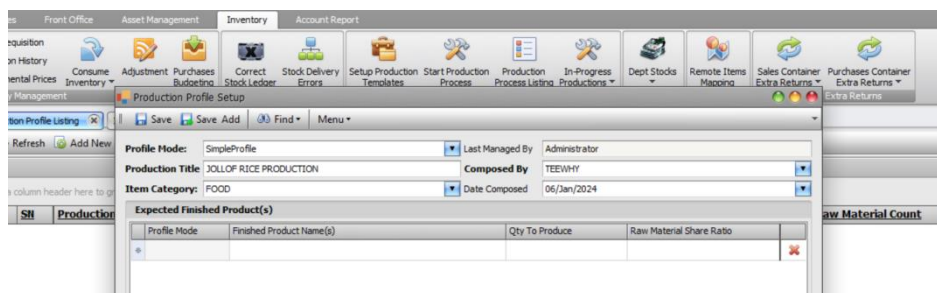 Front Office Asset Management Inventory Account Report
equisition
on History
nental Prices
Consume Inventory
Adjustment
Purchases Budgeting
Correct Stock Ledger
Stock Delivery Errors
Setup Production Templates
Start Production Process
Production Process Listing
In-Progress Productions
Dept Stocks
Remote Items Mapping
Sales Container Extra Returns
Purchases Container Extra Returns
y Management
Extra Returns
Production Profile Setup
tion Profile Listing
Save Save Add Find Menu
Refresh Add New
Profile Mode: SimpleProfile Last Managed By Administrator
Production Title JOLLOF RICE PRODUCTION Composed By TEEWHY
Item Category: FOOD Date Composed 06/Jan/2024
a column header here to gr
Expected Finished Product(s)
SN Production
aw Material Count
Profile Mode Finished Product Name(s) Qty To Produce Raw Material Share Ratio